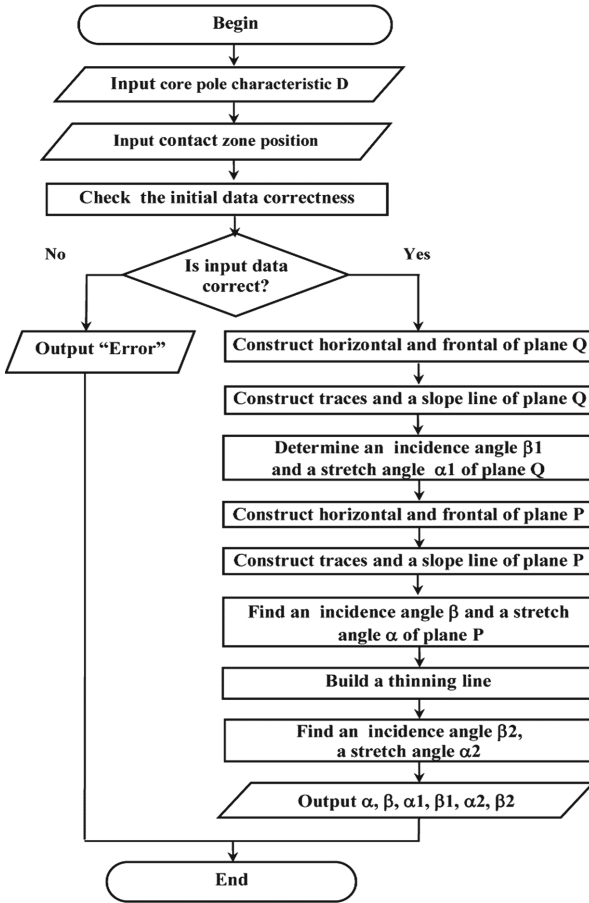 Begin
Input core pole characteristic D
Input contact zone position
Check the initial data correctness
No
Yes
Is input data
correct?
Output “Error”
Construct horizontal and frontal of plane Q
Construct traces and a slope line of plane Q
Determine an incidence angle β1
and a stretch angle α1 of plane Q
Construct horizontal and frontal of plane P
Construct traces and a slope line of plane P
Find an incidence angle β and a stretch
angle α of plane P
Build a thinning line
Find an incidence angle β2,
a stretch angle α2
Output α, β, α1, β1, α2, β2
End